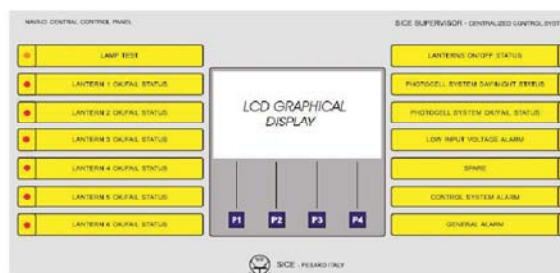 NAVAID CENTRAL CONTROL PANEL
SICE SUPERVISOR - CENTRALIZED CONTROL SYST
LAMP TEST
LANTERN 1 OK/FAIL STATUS
LANTERN 2 OK/FAIL STATUS
LANTERN 3 OK/FAIL STATUS
LANTERN 4 OK/FAIL STATUS
LANTERN 5 OK/FAIL STATUS
LANTERN 6 OK/FAIL STATUS
LCD GRAPHICAL
DISPLAY
P1 P2 P3 P4
LANTERNS ON/OFF STATUS
PHOTOCELL SYSTEM DAY/NIGHT STATUS
PHOTOCELL SYSTEM OK/FAIL STATUS
LOW INPUT VOLTAGE ALARM
SPARE
CONTROL SYSTEM ALARM
GENERAL ALARM
SICE - PESARO ITALY